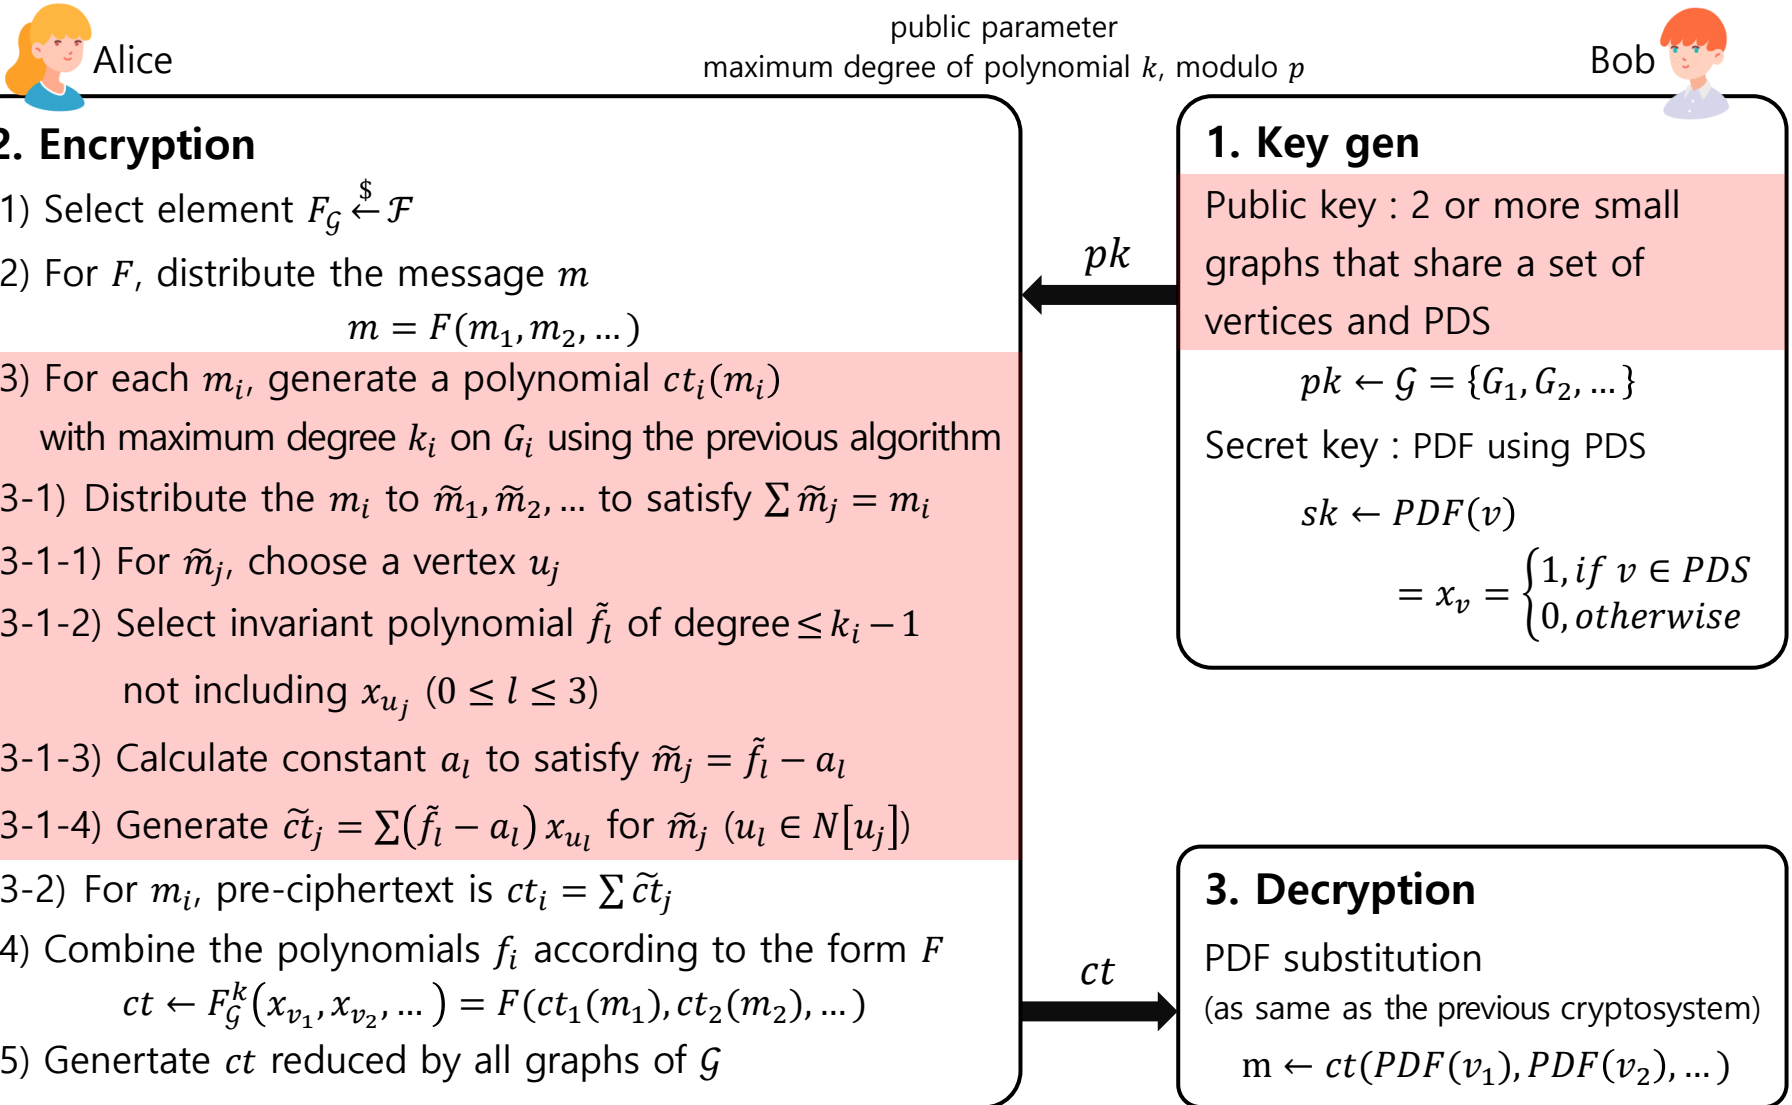 Alice
public parameter
maximum degree of polynomial k, modulo p
Bob
2. Encryption
1) Select element F_𝒢 $← ℱ
2) For F, distribute the message m
m = F(m₁, m₂, …)
3) For each mᵢ, generate a polynomial ctᵢ(mᵢ)
with maximum degree kᵢ on Gᵢ using the previous algorithm
3-1) Distribute the mᵢ to m̃₁, m̃₂, … to satisfy ∑ m̃ⱼ = mᵢ
3-1-1) For m̃ⱼ, choose a vertex uⱼ
3-1-2) Select invariant polynomial f̃ₗ of degree ≤ kᵢ − 1
not including x_{uⱼ} (0 ≤ l ≤ 3)
3-1-3) Calculate constant aₗ to satisfy m̃ⱼ = f̃ₗ − aₗ
3-1-4) Generate c̃tⱼ = ∑(f̃ₗ − aₗ) x_{uₗ} for m̃ⱼ (uₗ ∈ N[uⱼ])
3-2) For mᵢ, pre-ciphertext is ctᵢ = ∑ c̃tⱼ
4) Combine the polynomials fᵢ according to the form F
ct ← F_𝒢^k(x_{v₁}, x_{v₂}, …) = F(ct₁(m₁), ct₂(m₂), …)
5) Genertate ct reduced by all graphs of 𝒢
pk
ct
1. Key gen
Public key : 2 or more small
graphs that share a set of
vertices and PDS
pk ← 𝒢 = {G₁, G₂, …}
Secret key : PDF using PDS
sk ← PDF(v)
= x_v = {1, if v ∈ PDS
0, otherwise
3. Decryption
PDF substitution
(as same as the previous cryptosystem)
m ← ct(PDF(v₁), PDF(v₂), …)